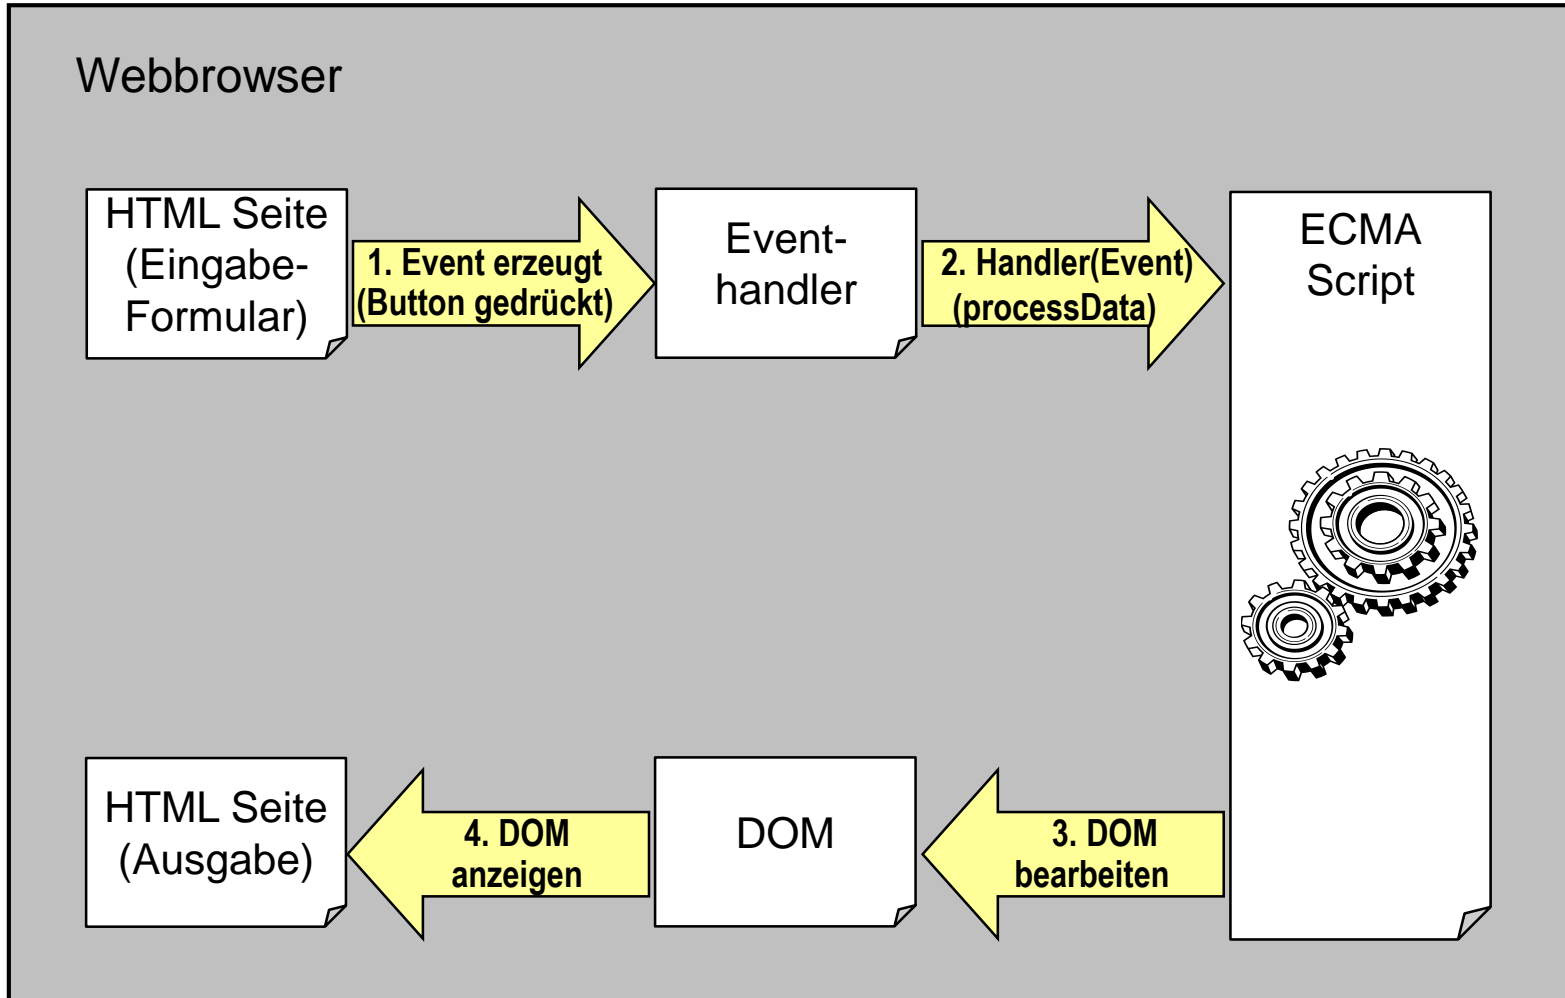 Webbrowser
HTML Seite
(Eingabe-
Formular)
1. Event erzeugt
(Button gedrückt)
Event-
handler
2. Handler(Event)
(processData)
ECMA
Script
HTML Seite
(Ausgabe)
4. DOM
anzeigen
DOM
3. DOM
bearbeiten